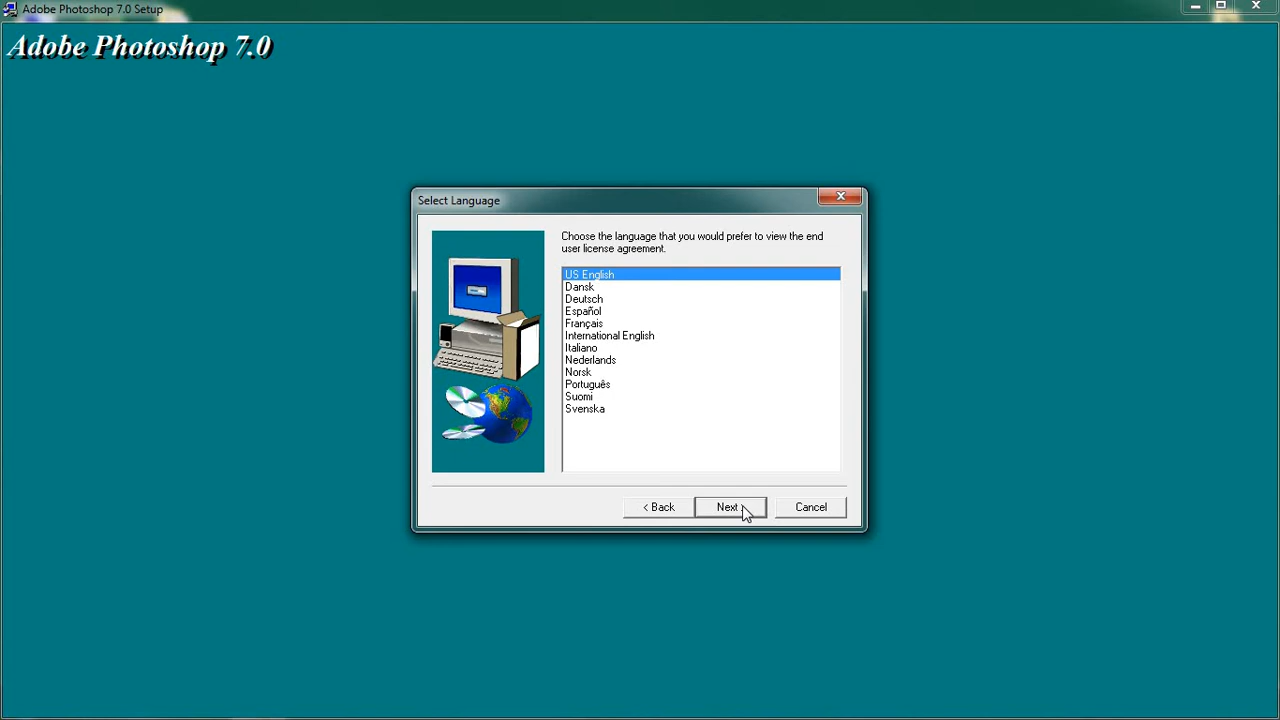 Adobe Photoshop 7.0 Setup
Adobe Photoshop 7.0
Select Language
Choose the language that you would prefer to view the end
user license agreement.
US English
Dansk
Deutsch
Español
Français
International English
Italiano
Nederlands
Norsk
Português
Suomi
Svenska
< Back
Next
Cancel